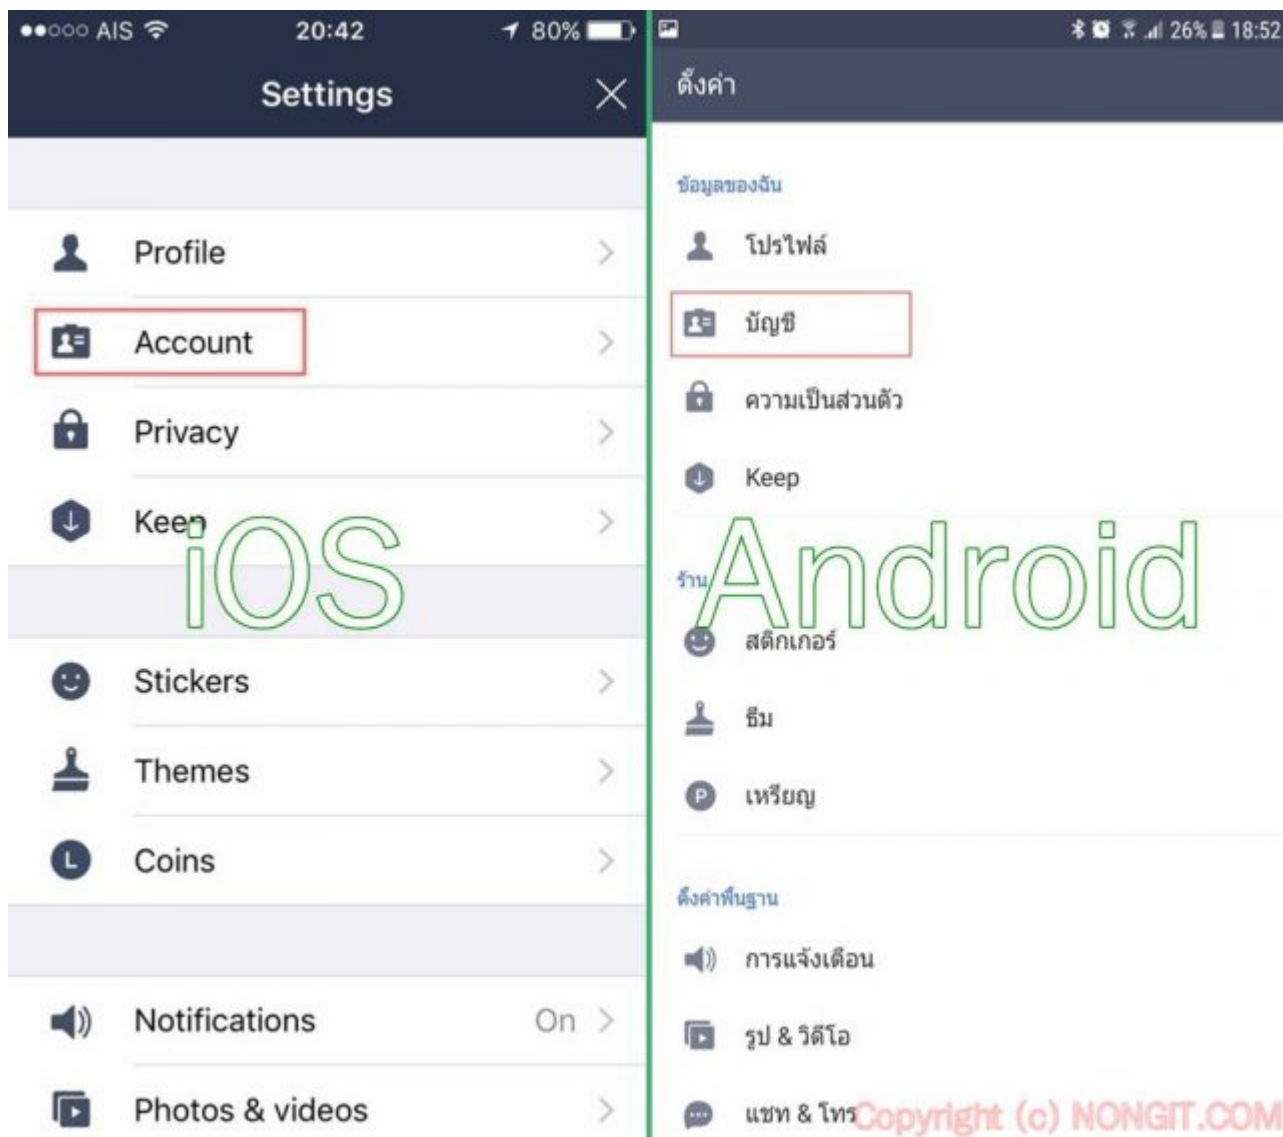 AIS 20:42 80%
Settings
Profile
Account
Privacy
Keep
iOS
Stickers
Themes
Coins
Notifications On
Photos & videos
26% 18:52
ตั้งค่า
ข้อมูลของฉัน
โปรไฟล์
บัญชี
ความเป็นส่วนตัว
Keep
Android
ร้าน
สติกเกอร์
ธีม
เหรียญ
ตั้งค่าพื้นฐาน
การแจ้งเตือน
รูป & วิดีโอ
แชท & โทร
Copyright (c) NONGIT.COM